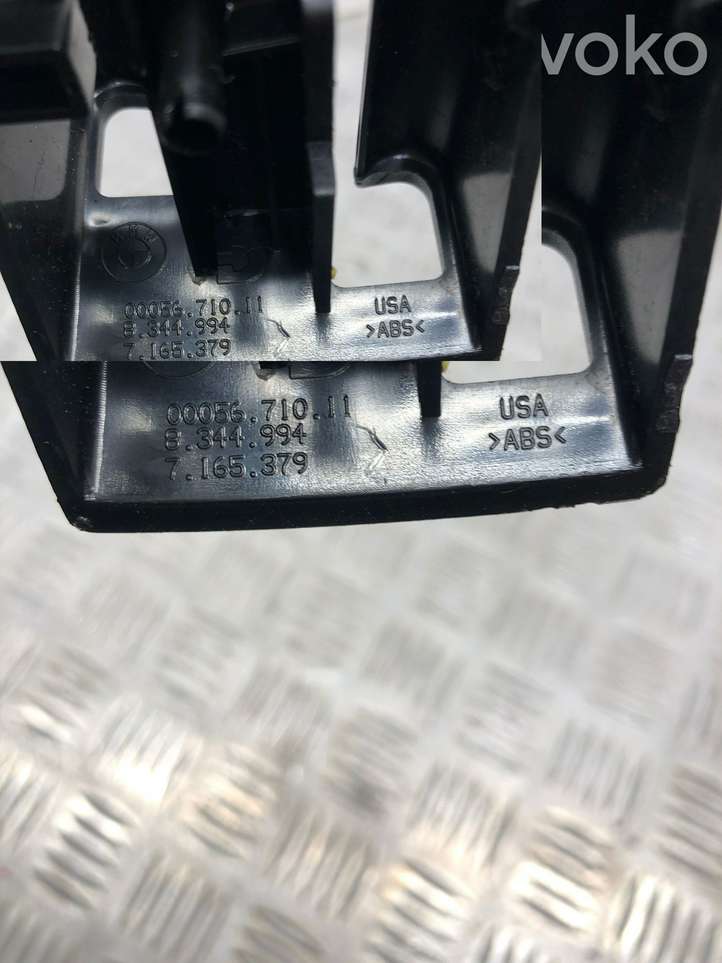 voko
00056.710.11
8.344.994
7.165.379
USA
>ABS<
00056.710.11
8.344.994
7.165.379
USA
>ABS<